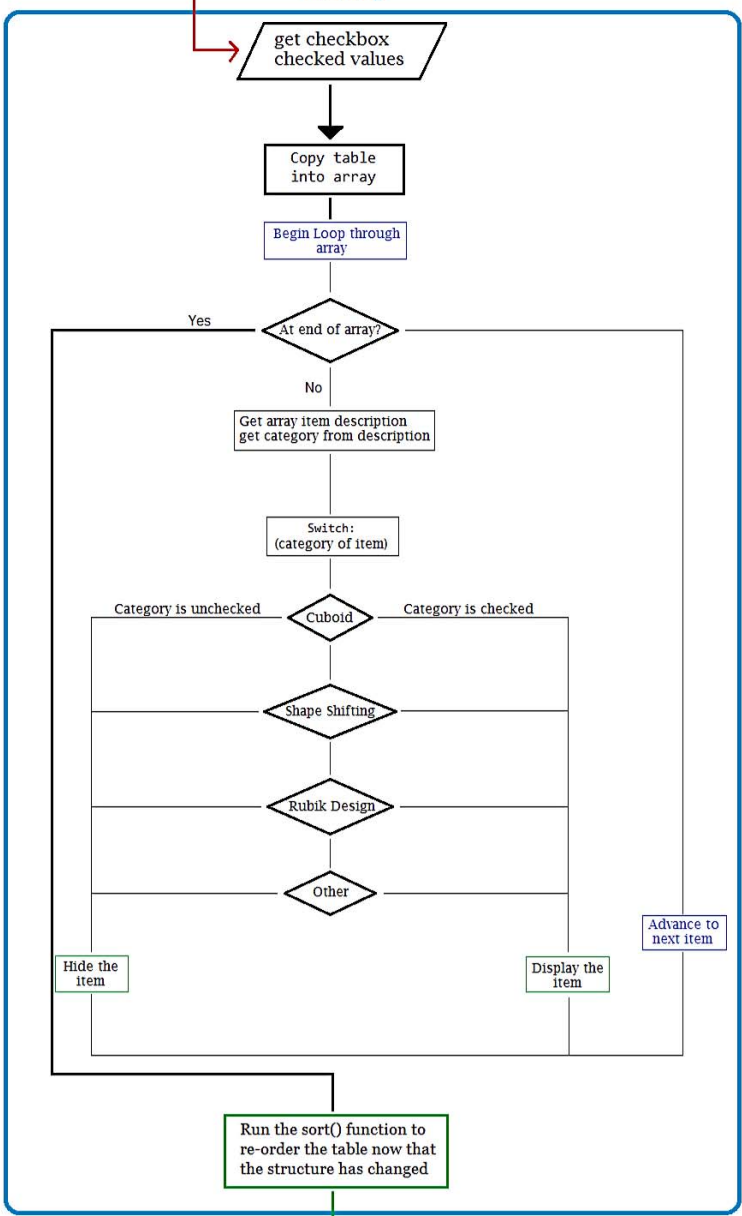 get checkbox
checked values
Copy table
into array
Begin Loop through
array
Yes
At end of array?
No
Get array item description
get category from description
Switch:
(category of item)
Category is unchecked
Cuboid
Category is checked
Shape Shifting
Rubik Design
Other
Advance to
next item
Hide the
item
Display the
item
Run the sort() function to
re-order the table now that
the structure has changed